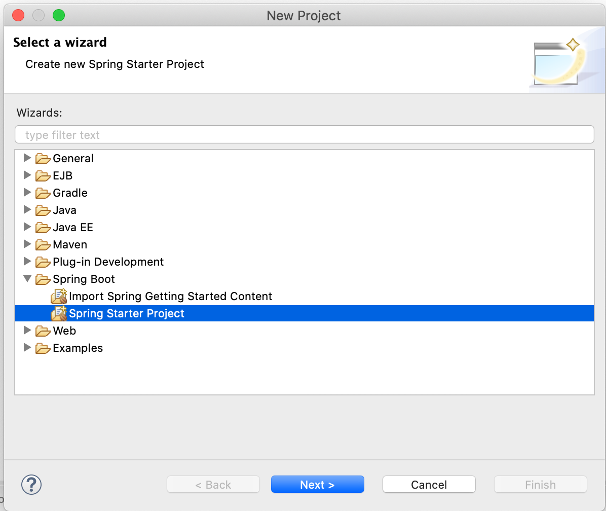 New Project
Select a wizard
Create new Spring Starter Project
Wizards:
type filter text
General
EJB
Gradle
Java
Java EE
Maven
Plug-in Development
Spring Boot
Import Spring Getting Started Content
Spring Starter Project
Web
Examples
? < Back Next > Cancel Finish